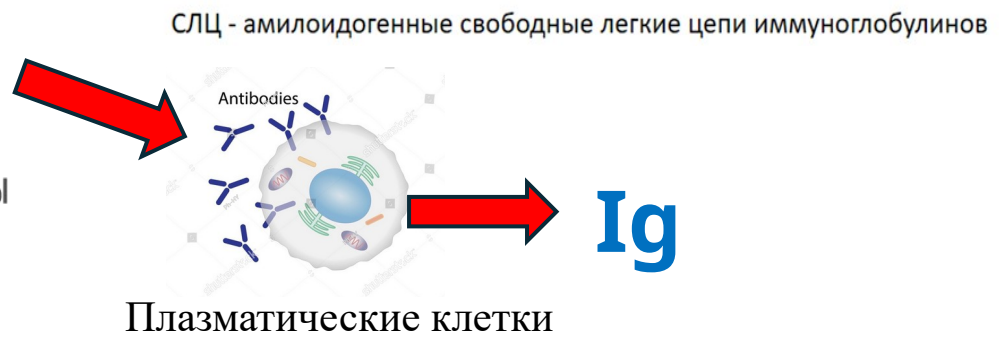 СЛЦ - амилоидогенные свободные легкие цепи иммуноглобулинов
Antibodies
ы
Ig
Плазматические клетки